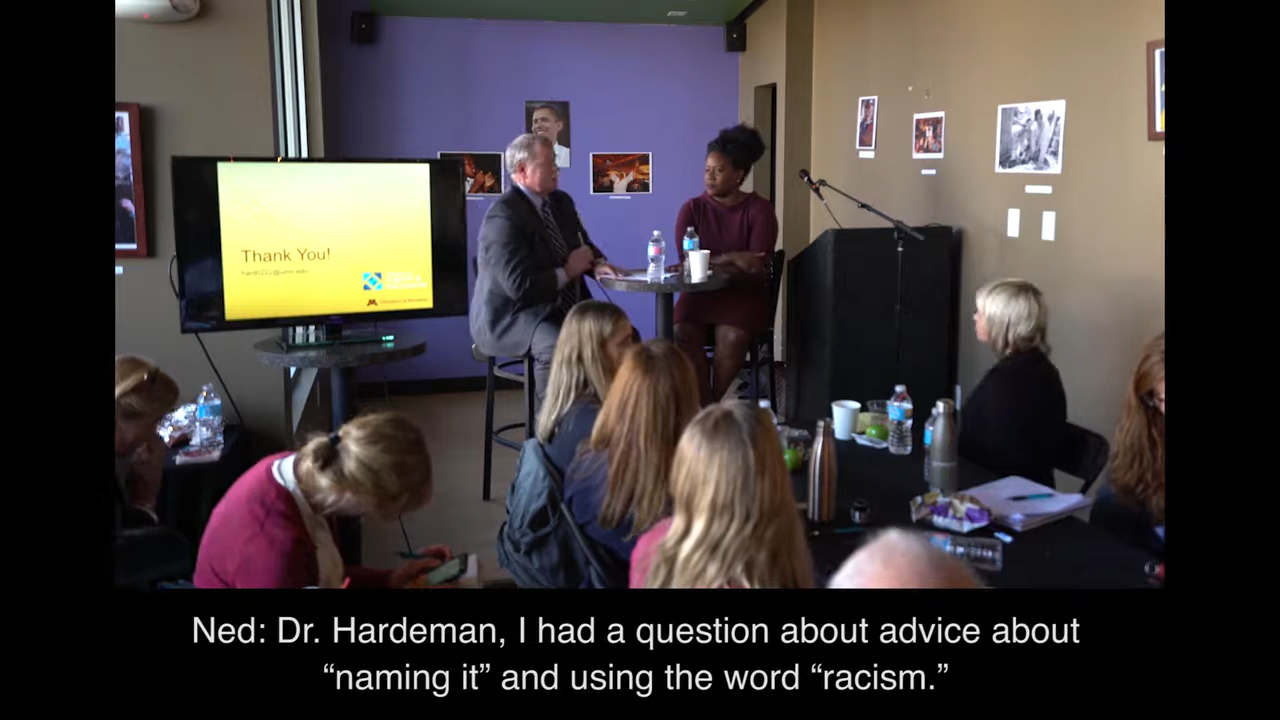 Thank You!
Ned: Dr. Hardeman, I had a question about advice about
“naming it” and using the word “racism.”